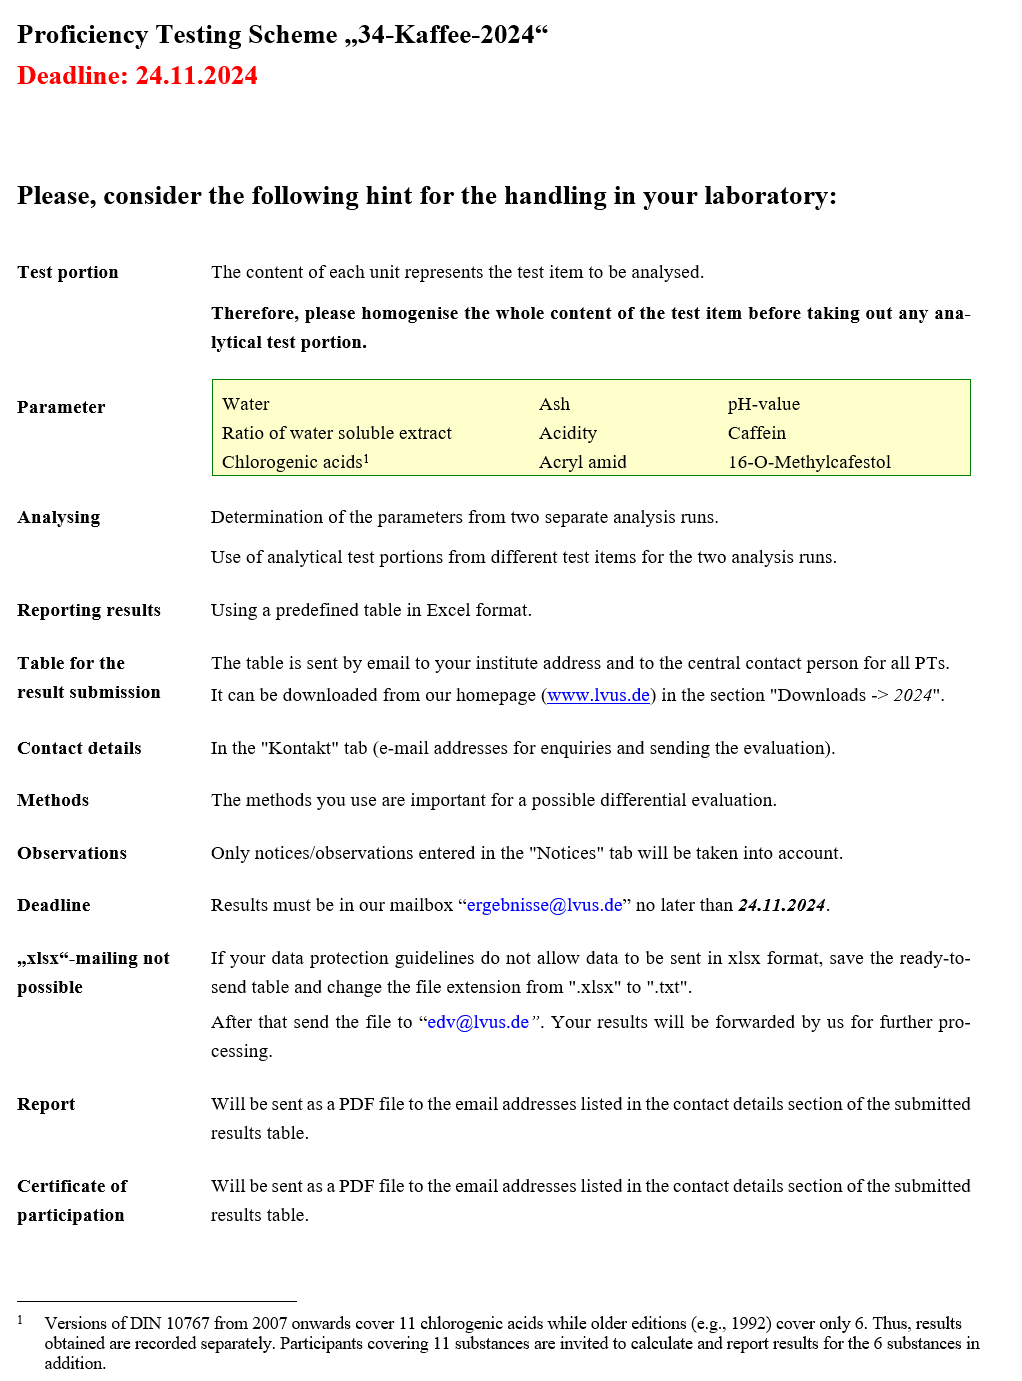 Proficiency Testing Scheme „34-Kaffee-2024“
Deadline: 24.11.2024
Please, consider the following hint for the handling in your laboratory:
Test portion
The content of each unit represents the test item to be analysed.
Therefore, please homogenise the whole content of the test item before taking out any ana-
lytical test portion.
Parameter
Water Ash pH-value
Ratio of water soluble extract Acidity Caffein
Chlorogenic acids¹ Acryl amid 16-O-Methylcafestol
Analysing
Determination of the parameters from two separate analysis runs.
Use of analytical test portions from different test items for the two analysis runs.
Reporting results
Using a predefined table in Excel format.
Table for the
result submission
The table is sent by email to your institute address and to the central contact person for all PTs.
It can be downloaded from our homepage (www.lvus.de) in the section "Downloads -> 2024".
Contact details
In the "Kontakt" tab (e-mail addresses for enquiries and sending the evaluation).
Methods
The methods you use are important for a possible differential evaluation.
Observations
Only notices/observations entered in the "Notices" tab will be taken into account.
Deadline
Results must be in our mailbox “ergebnisse@lvus.de” no later than 24.11.2024.
„xlsx“-mailing not
possible
If your data protection guidelines do not allow data to be sent in xlsx format, save the ready-to-
send table and change the file extension from ".xlsx" to ".txt".
After that send the file to “edv@lvus.de”. Your results will be forwarded by us for further pro-
cessing.
Report
Will be sent as a PDF file to the email addresses listed in the contact details section of the submitted
results table.
Certificate of
participation
Will be sent as a PDF file to the email addresses listed in the contact details section of the submitted
results table.
¹ Versions of DIN 10767 from 2007 onwards cover 11 chlorogenic acids while older editions (e.g., 1992) cover only 6. Thus, results
obtained are recorded separately. Participants covering 11 substances are invited to calculate and report results for the 6 substances in
addition.